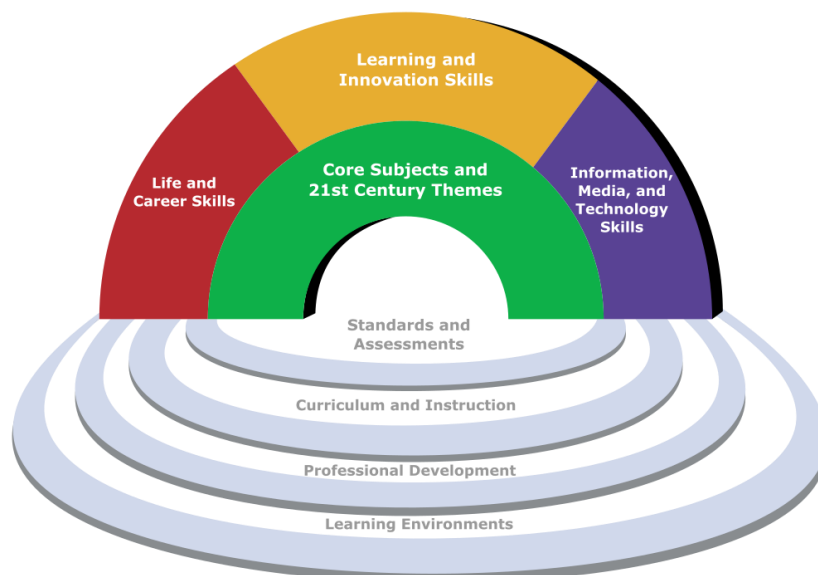 Learning and
Innovation Skills
Core Subjects and
21st Century Themes
Life and
Career Skills
Information,
Media, and
Technology
Skills
Standards and
Assessments
Curriculum and Instruction
Professional Development
Learning Environments